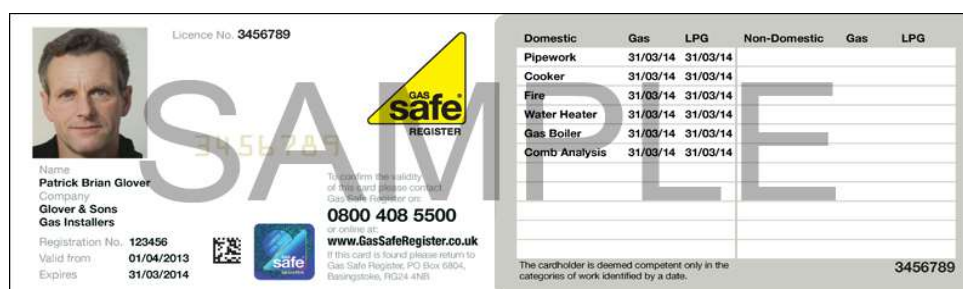 Licence No. 3456789
GAS
safe
REGISTER
3456789
Name
Patrick Brian Glover
Company
Glover & Sons
Gas Installers
Registration No. 123456
Valid from 01/04/2013
Expires 31/03/2014
safe
To confirm the validity
of this card please contact
Gas Safe Register on:
0800 408 5500
or online at:
www.GasSafeRegister.co.uk
If this card is found please return to
Gas Safe Register, PO Box 6804,
Basingstoke, RG24 4NB
SAMPLE
Domestic Gas LPG Non-Domestic Gas LPG
Pipework 31/03/14 31/03/14
Cooker 31/03/14 31/03/14
Fire 31/03/14 31/03/14
Water Heater 31/03/14 31/03/14
Gas Boiler 31/03/14 31/03/14
Comb Analysis 31/03/14 31/03/14
The cardholder is deemed competent only in the
categories of work identified by a date.
3456789